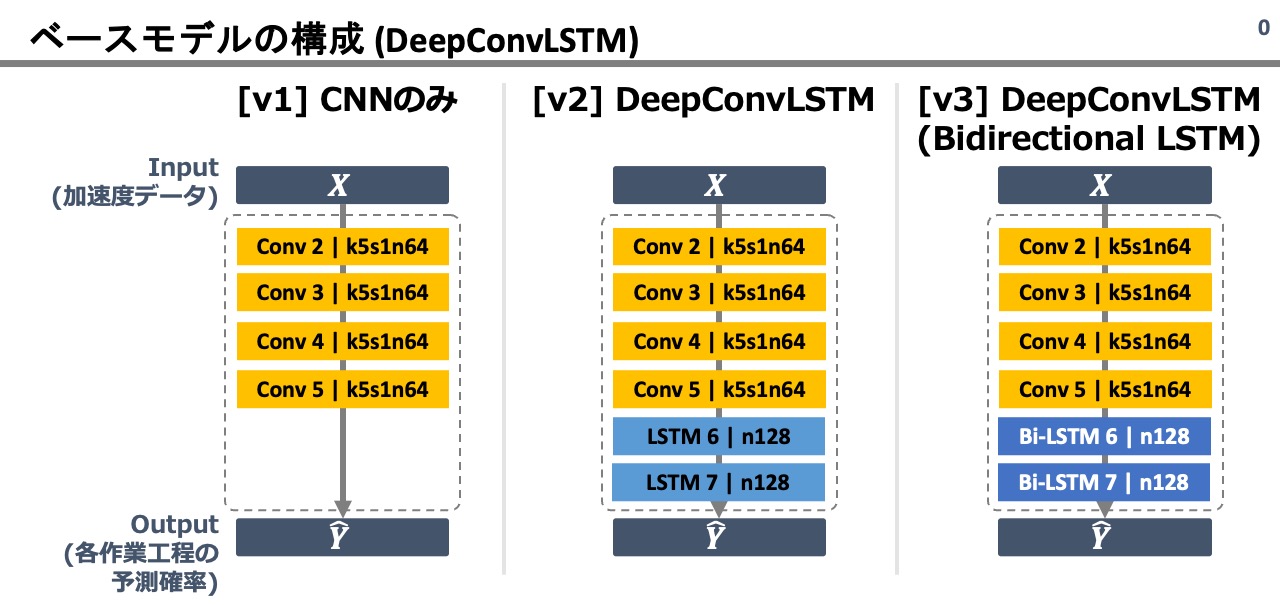 ベースモデルの構成 (DeepConvLSTM)
0
[v1] CNNのみ
[v2] DeepConvLSTM
[v3] DeepConvLSTM
(Bidirectional LSTM)
Input
(加速度データ)
X
X
X
Conv 2 | k5s1n64
Conv 3 | k5s1n64
Conv 4 | k5s1n64
Conv 5 | k5s1n64
Conv 2 | k5s1n64
Conv 3 | k5s1n64
Conv 4 | k5s1n64
Conv 5 | k5s1n64
LSTM 6 | n128
LSTM 7 | n128
Conv 2 | k5s1n64
Conv 3 | k5s1n64
Conv 4 | k5s1n64
Conv 5 | k5s1n64
Bi-LSTM 6 | n128
Bi-LSTM 7 | n128
Output
(各作業工程の
予測確率)
Ŷ
Ŷ
Ŷ